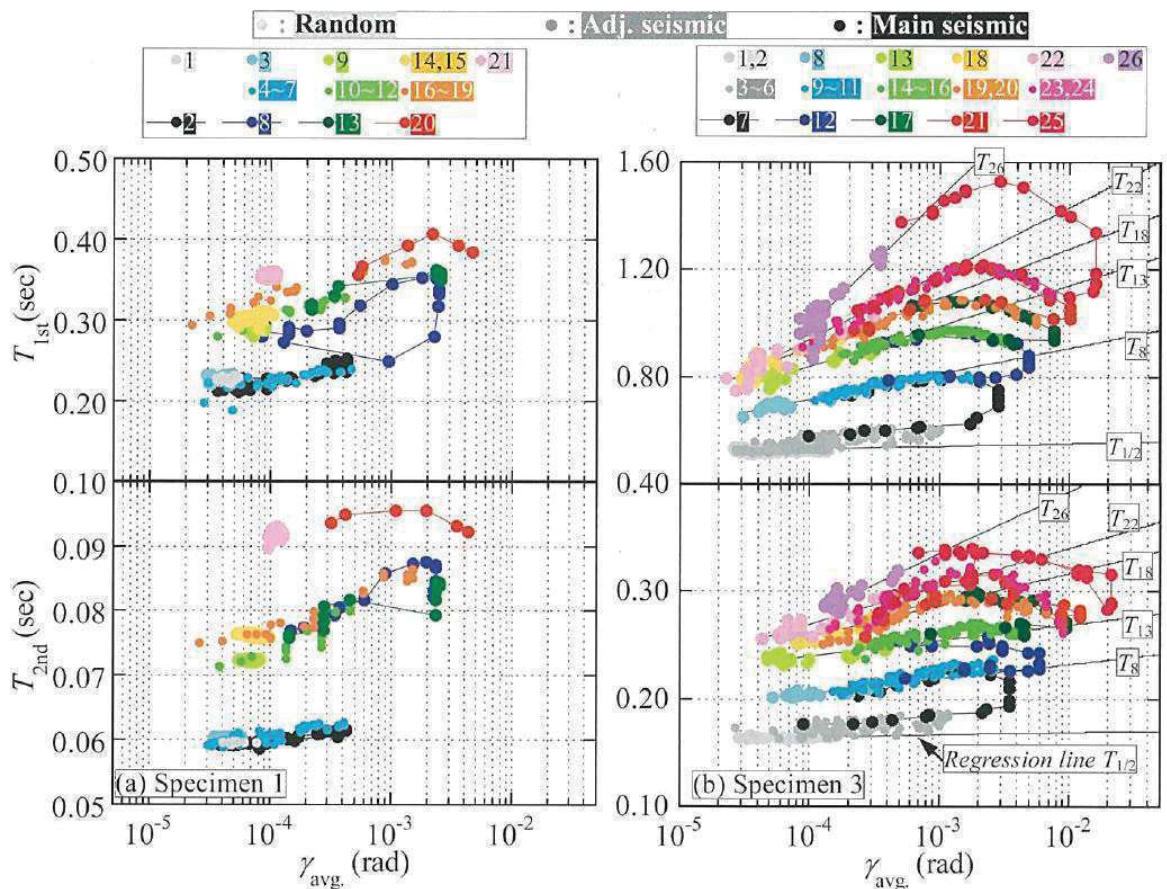 : Random : Adj. seismic : Main seismic
1 3 9 14,15 21
4~7 10~12 16~19
2 8 13 20
1,2 8 13 18 22 26
3~6 9~11 14~16 19,20 23,24
7 12 17 21 25
0.50
0.40
0.30
0.20
0.10
T1st (sec)
1.60
1.20
0.80
0.40
T26
T22
T18
T13
T8
T1/2
0.09
0.08
0.07
0.06
0.05
T2nd (sec)
(a) Specimen 1
0.30
0.20
0.10
T26
T22
T18
T13
T8
Regression line T1/2
(b) Specimen 3
10-5 10-4 10-3 10-2
γavg. (rad)
10-5 10-4 10-3 10-2
γavg. (rad)